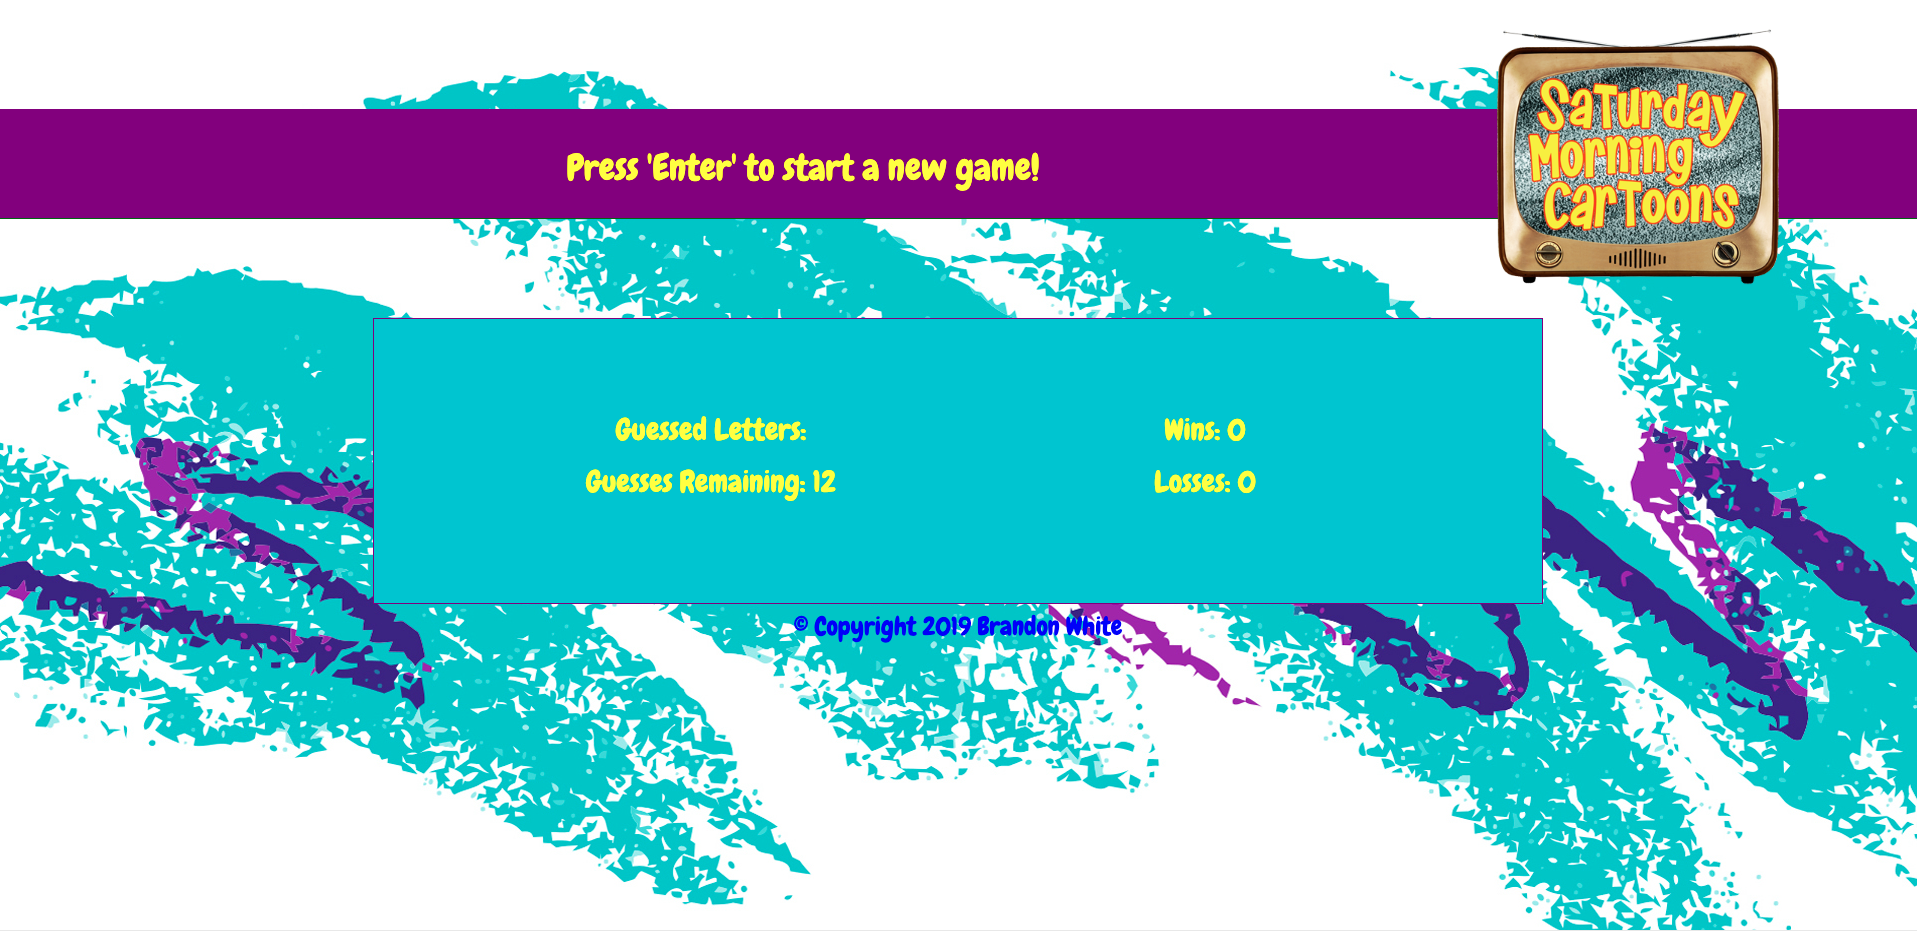 Press 'Enter' to start a new game!
Saturday
Morning
Cartoons
Guessed Letters:
Wins: 0
Guesses Remaining: 12
Losses: 0
© Copyright 2019 Brandon White